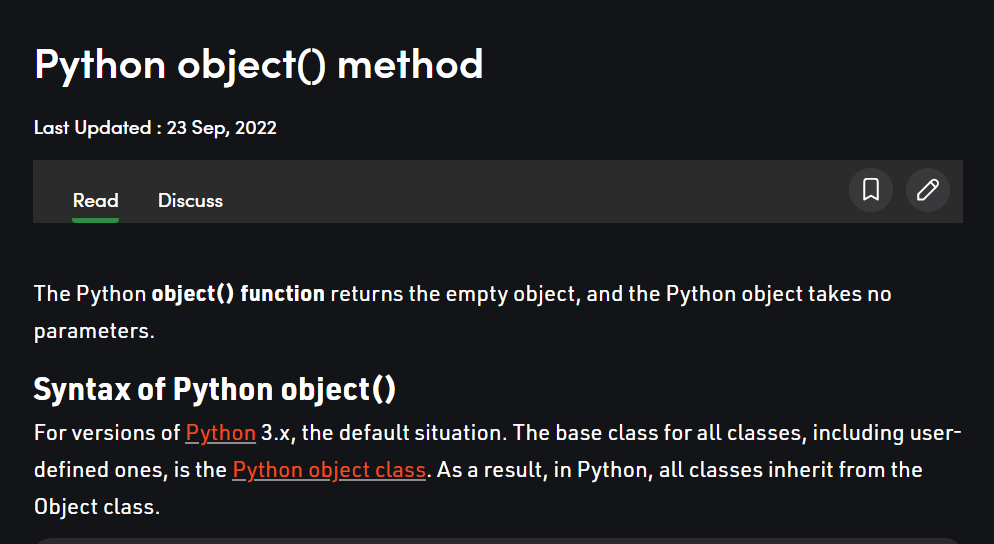 Python object() method
Last Updated : 23 Sep, 2022
Read Discuss
The Python object() function returns the empty object, and the Python object takes no
parameters.
Syntax of Python object()
For versions of Python 3.x, the default situation. The base class for all classes, including user-
defined ones, is the Python object class. As a result, in Python, all classes inherit from the
Object class.